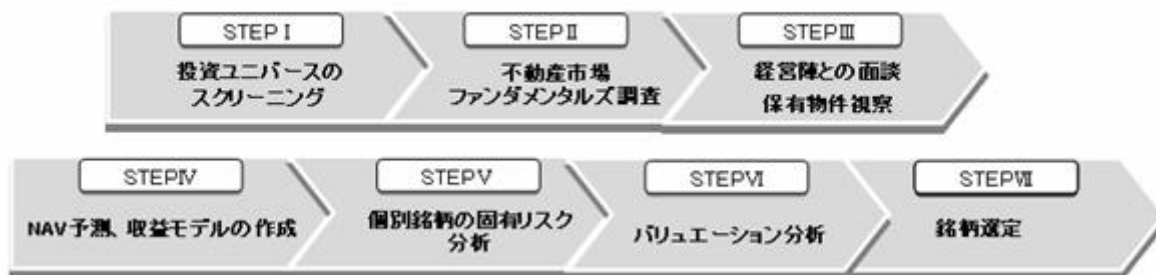 STEPⅠ
投資ユニバースの
スクリーニング
STEPⅡ
不動産市場
ファンダメンタルズ調査
STEPⅢ
経営陣との面談
保有物件視察
STEPⅣ
NAV予測、収益モデルの作成
STEPⅤ
個別銘柄の固有リスク
分析
STEPⅥ
バリュエーション分析
STEPⅦ
銘柄選定